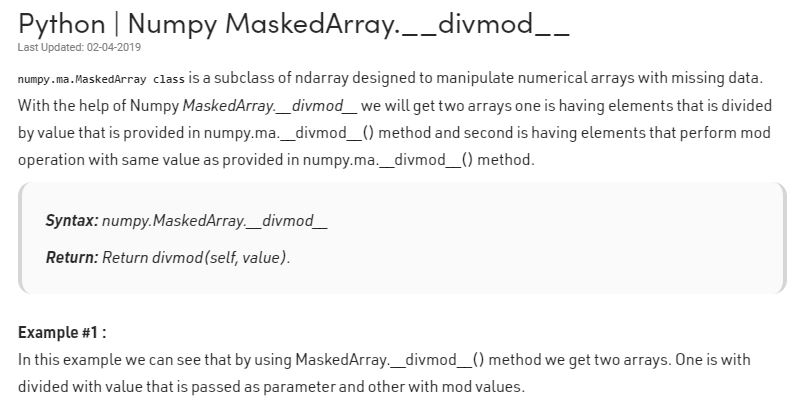 Python | Numpy MaskedArray.__divmod__
Last Updated: 02-04-2019
numpy.ma.MaskedArray class is a subclass of ndarray designed to manipulate numerical arrays with missing data.
With the help of Numpy MaskedArray.__divmod__ we will get two arrays one is having elements that is divided
by value that is provided in numpy.ma.__divmod__() method and second is having elements that perform mod
operation with same value as provided in numpy.ma.__divmod__() method.
Syntax: numpy.MaskedArray.__divmod__
Return: Return divmod(self, value).
Example #1 :
In this example we can see that by using MaskedArray.__divmod__() method we get two arrays. One is with
divided with value that is passed as parameter and other with mod values.